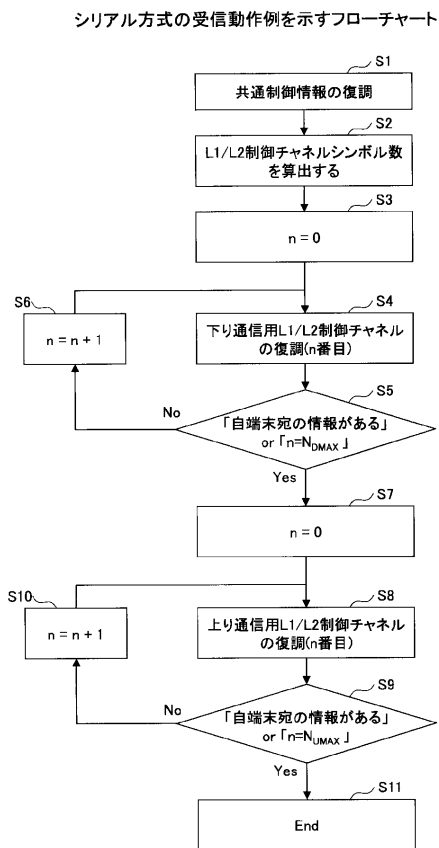 シリアル方式の受信動作例を示すフローチャート
S1
共通制御情報の復調
S2
L1/L2制御チャネルシンボル数
を算出する
S3
n = 0
S6
n = n + 1
S4
下り通信用L1/L2制御チャネル
の復調(n番目)
S5
No
「自端末宛の情報がある」
or 「n=NDMAX 」
Yes
S7
n = 0
S10
n = n + 1
S8
上り通信用L1/L2制御チャネル
の復調(n番目)
S9
No
「自端末宛の情報がある」
or 「n=NUMAX 」
Yes
S11
End